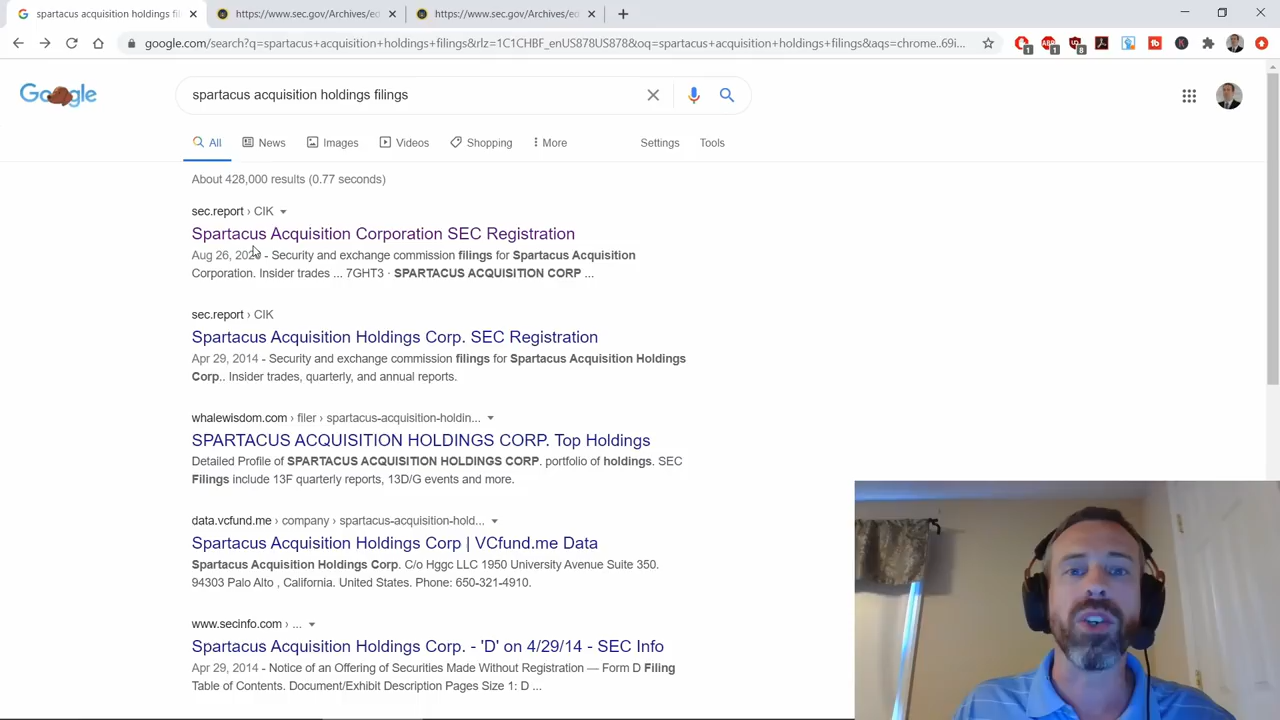 spartacus acquisition holdings fil
https://www.sec.gov/Archives/ed
https://www.sec.gov/Archives/ed
google.com/search?q=spartacus+acquisition+holdings+filings&rlz=1C1CHBF_enUS878US878&oq=spartacus+acquisition+holdings+filings&aqs=chrome..69i...
1
1
8
Google
spartacus acquisition holdings filings
All
News
Images
Videos
Shopping
More
Settings
Tools
About 428,000 results (0.77 seconds)
sec.report › CIK
Spartacus Acquisition Corporation SEC Registration
Aug 26, - Security and exchange commission filings for Spartacus Acquisition
Corporation. Insider trades ... 7GHT3 · SPARTACUS ACQUISITION CORP ...
sec.report › CIK
Spartacus Acquisition Holdings Corp. SEC Registration
Apr 29, 2014 - Security and exchange commission filings for Spartacus Acquisition Holdings
Corp.. Insider trades, quarterly, and annual reports.
whalewisdom.com › filer › spartacus-acquisition-holdin...
SPARTACUS ACQUISITION HOLDINGS CORP. Top Holdings
Detailed Profile of SPARTACUS ACQUISITION HOLDINGS CORP. portfolio of holdings. SEC
Filings include 13F quarterly reports, 13D/G events and more.
data.vcfund.me › company › spartacus-acquisition-hold...
Spartacus Acquisition Holdings Corp | VCfund.me Data
Spartacus Acquisition Holdings Corp. C/o Hggc LLC 1950 University Avenue Suite 350.
94303 Palo Alto , California. United States. Phone: 650-321-4910.
www.secinfo.com › ...
Spartacus Acquisition Holdings Corp. - 'D' on 4/29/14 - SEC Info
Apr 29, 2014 - Notice of an Offering of Securities Made Without Registration — Form D Filing
Table of Contents. Document/Exhibit Description Pages Size 1: D ...